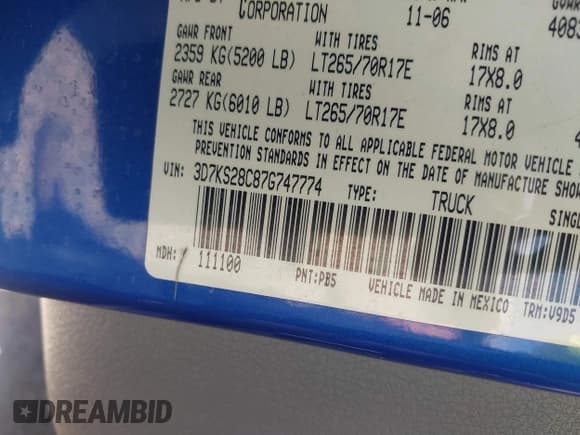 CORPORATION 11-06
GAWR FRONT WITH TIRES RIMS AT
2359 KG(5200 LB) LT265/70R17E 17X8.0
GAWR REAR WITH TIRES RIMS AT
2727 KG(6010 LB) LT265/70R17E 17X8.0
THIS VEHICLE CONFORMS TO ALL APPLICABLE FEDERAL MOTOR VEHICLE
PREVENTION STANDARDS IN EFFECT ON THE DATE OF MANUFACTURE SHOW
VIN: 3D7KS28C87G747774 TYPE: TRUCK SINGL
MDH: 111100 PNT:PB5 VEHICLE MADE IN MEXICO TRM:V9D5
DREAMBID